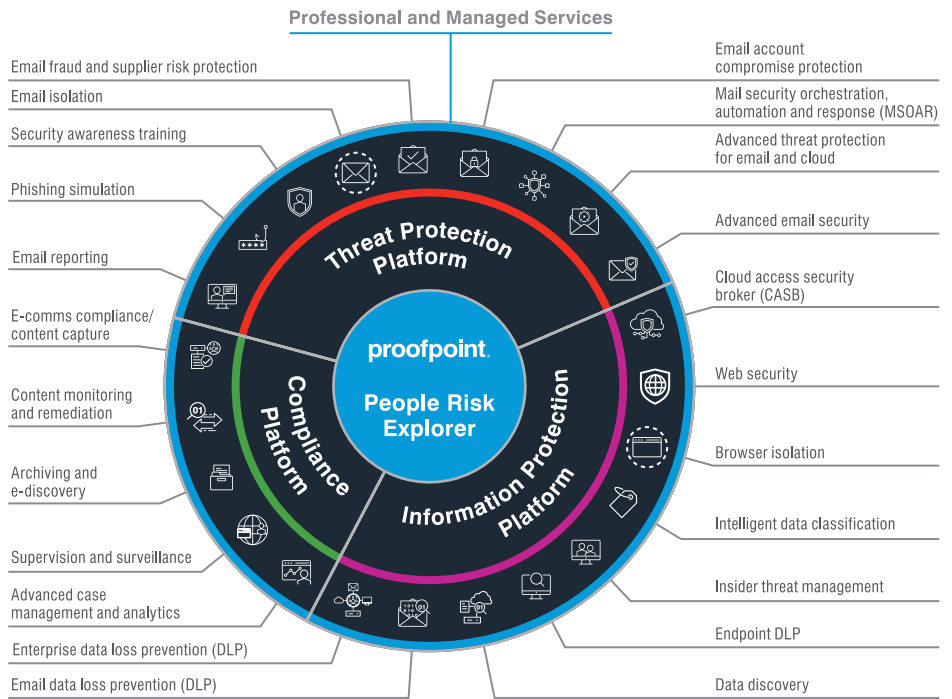 Professional and Managed Services
Email fraud and supplier risk protection
Email isolation
Security awareness training
Phishing simulation
Email reporting
E-comms compliance/
content capture
Content monitoring
and remediation
Archiving and
e-discovery
Supervision and surveillance
Advanced case
management and analytics
Enterprise data loss prevention (DLP)
Email data loss prevention (DLP)
Email account
compromise protection
Mail security orchestration,
automation and response (MSOAR)
Advanced threat protection
for email and cloud
Advanced email security
Cloud access security
broker (CASB)
Web security
Browser isolation
Intelligent data classification
Insider threat management
Endpoint DLP
Data discovery
Threat Protection
Platform
Compliance
Platform
Information Protection
Platform
proofpoint.
People Risk
Explorer